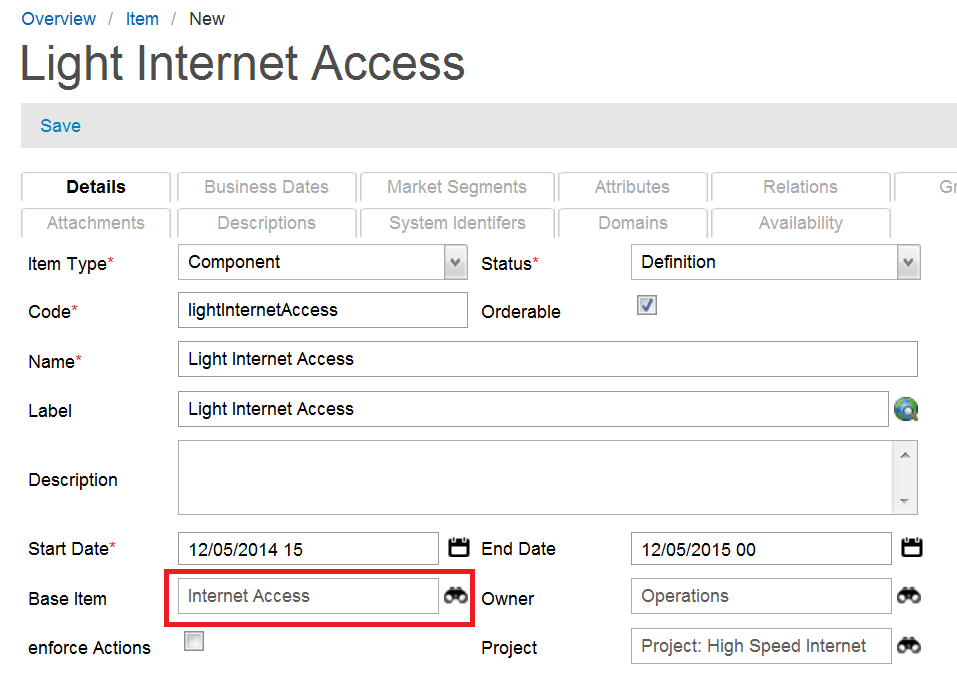 Overview / Item / New
Light Internet Access
Save
Details Business Dates Market Segments Attributes Relations Gr
Attachments Descriptions System Identifers Domains Availability
Item Type* Component Status* Definition
Code* lightInternetAccess Orderable
Name* Light Internet Access
Label Light Internet Access
Description
Start Date* 12/05/2014 15 End Date 12/05/2015 00
Base Item Internet Access Owner Operations
enforce Actions Project Project: High Speed Internet